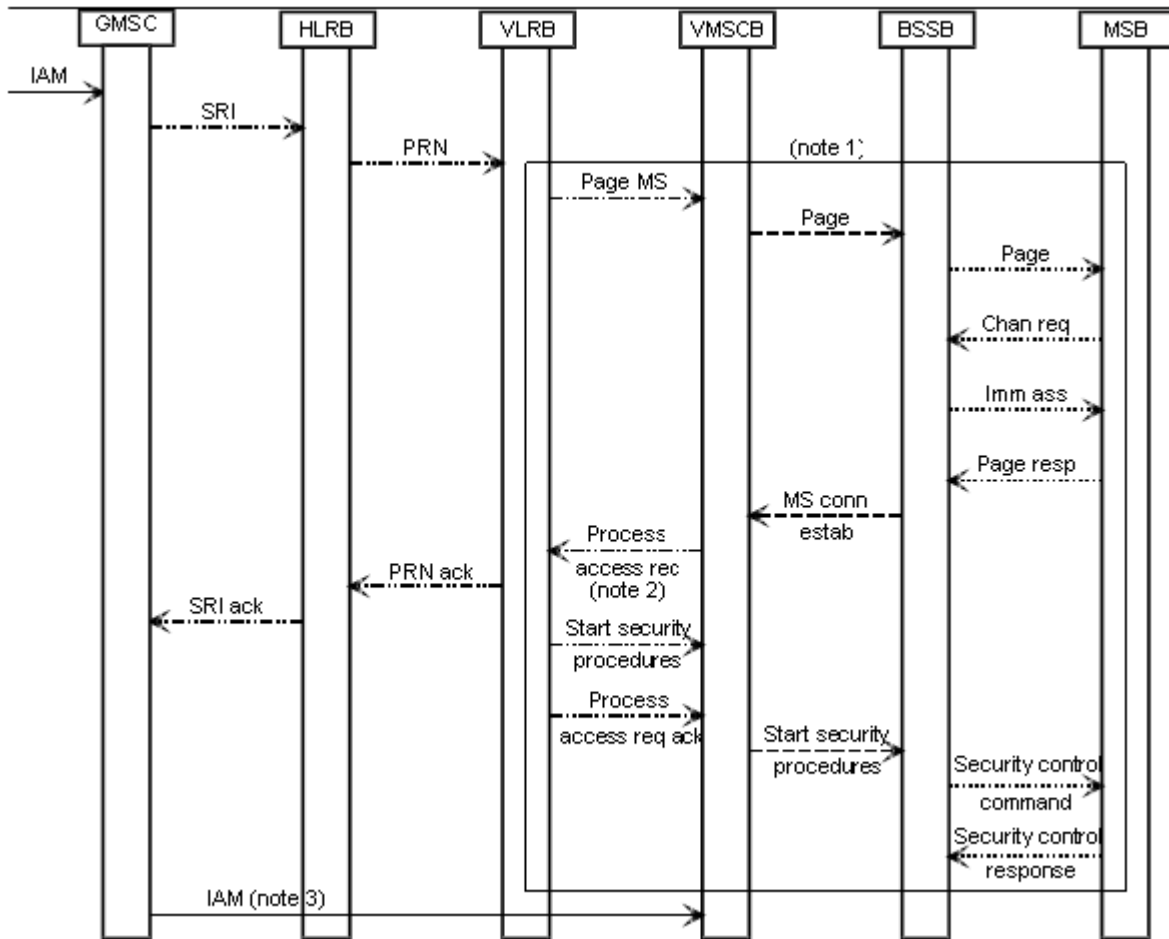 GMSC HLRB VLRB VMSCB BSSB MSB
IAM
SRI
PRN
(note 1)
Page MS
Page
Page
Chan req
Imm ass
Page resp
MS conn
estab
Process
access rec
(note 2)
PRN ack
SRI ack
Start security
procedures
Process
access req ack
Start security
procedures
Security control
command
Security control
response
IAM (note 3)